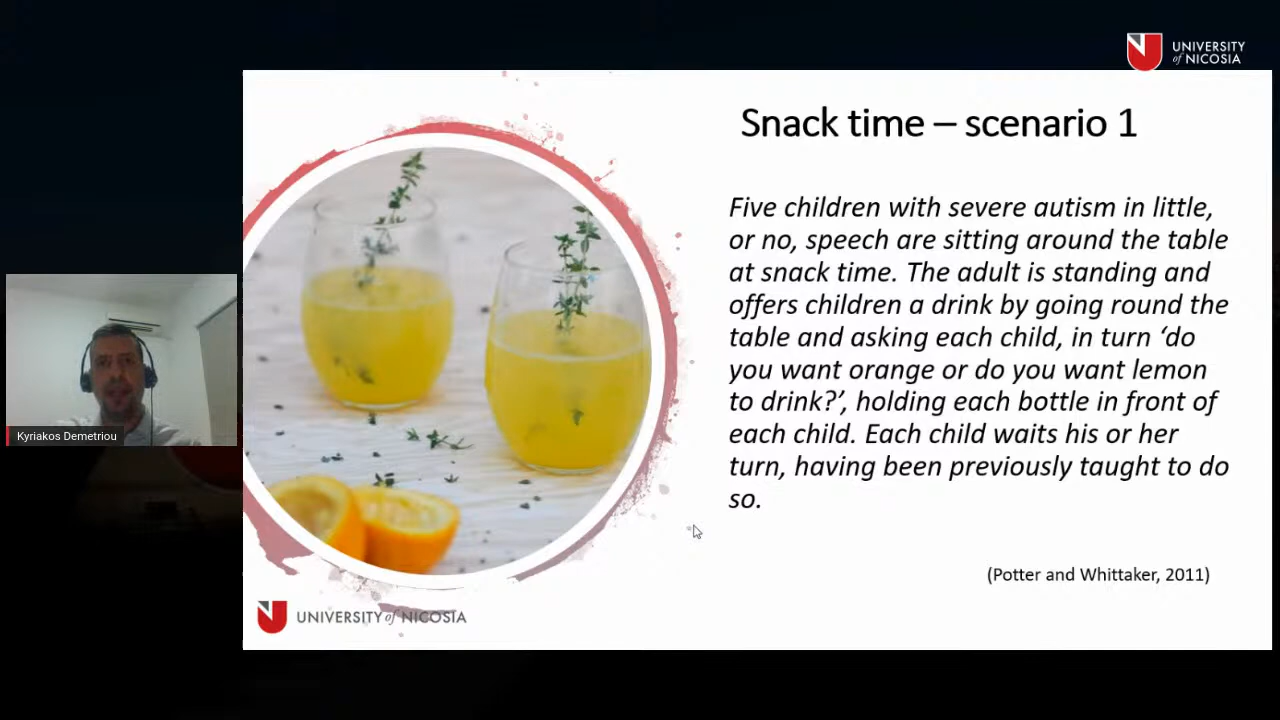 UNIVERSITY
of NICOSIA
Snack time – scenario 1
Five children with severe autism in little,
or no, speech are sitting around the table
at snack time. The adult is standing and
offers children a drink by going round the
table and asking each child, in turn ‘do
you want orange or do you want lemon
to drink?’, holding each bottle in front of
each child. Each child waits his or her
turn, having been previously taught to do
so.
(Potter and Whittaker, 2011)
Kyriakos Demetriou
UNIVERSITY of NICOSIA